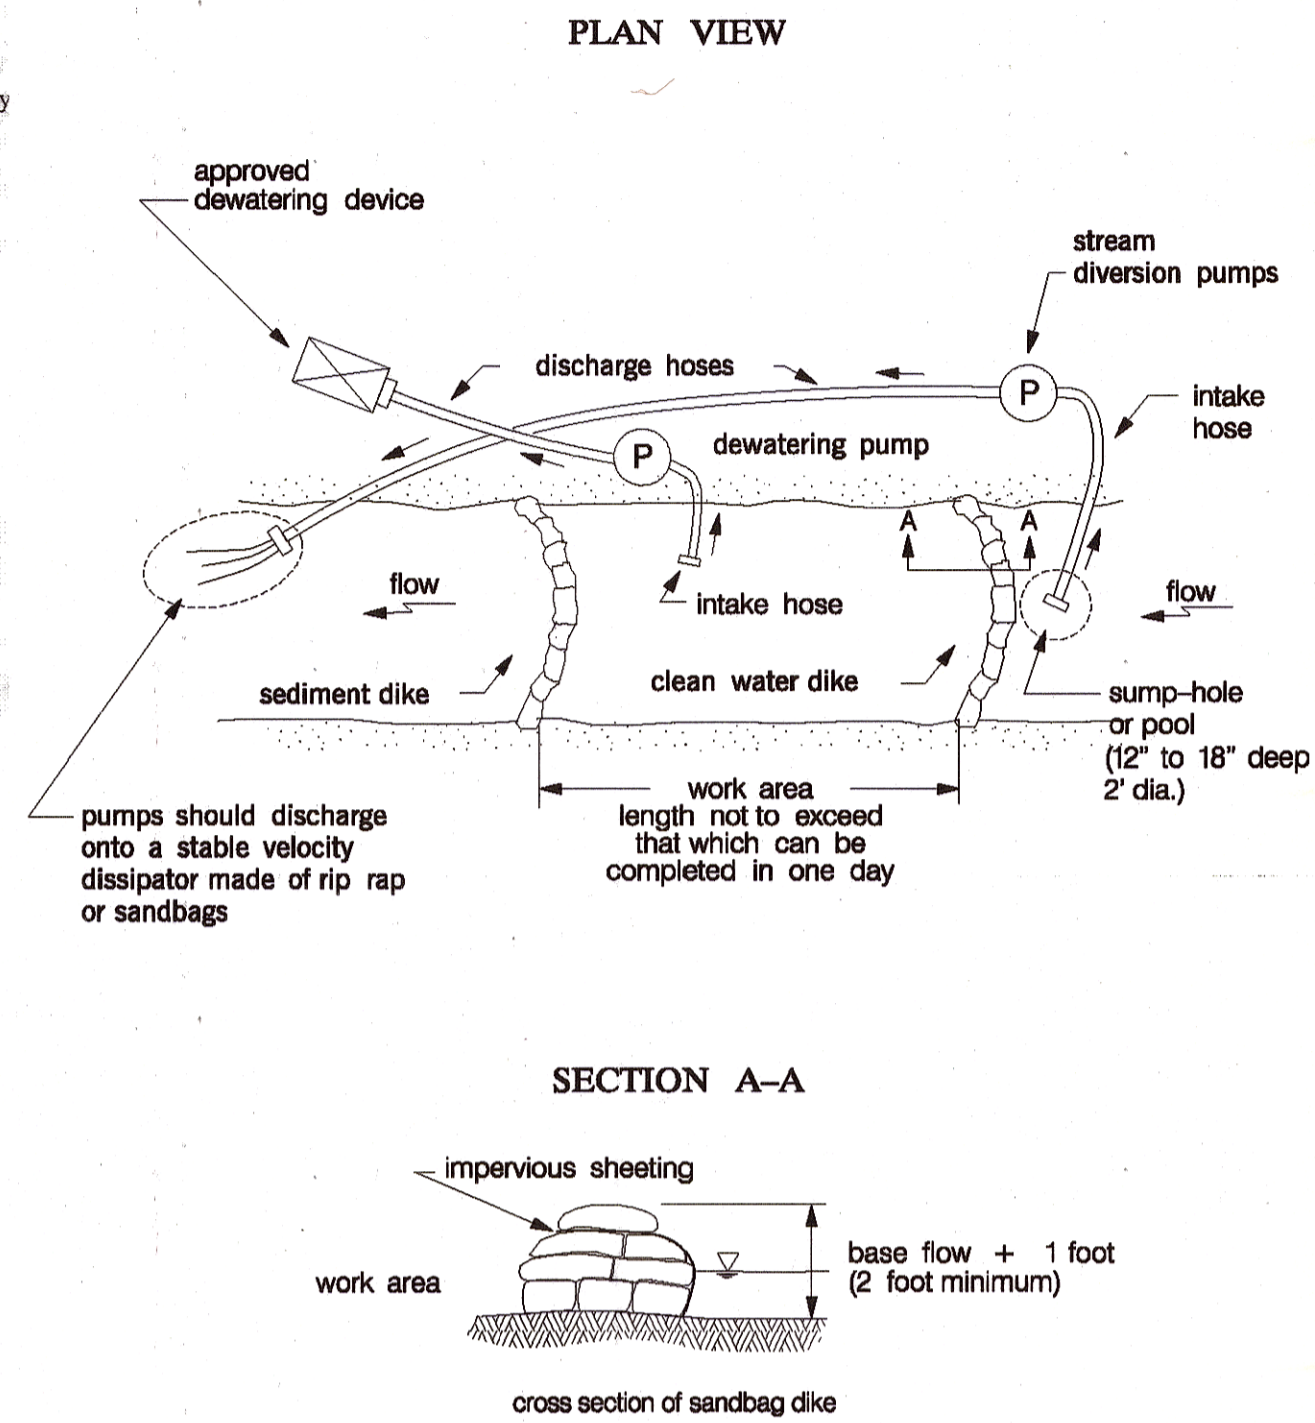 PLAN VIEW
y
approved
dewatering device
stream
diversion pumps
discharge hoses
P
intake
hose
P
dewatering pump
A
A
flow
intake hose
flow
sediment dike
clean water dike
sump-hole
or pool
(12" to 18" deep
2' dia.)
work area
length not to exceed
that which can be
completed in one day
pumps should discharge
onto a stable velocity
dissipator made of rip rap
or sandbags
SECTION A-A
impervious sheeting
base flow + 1 foot
(2 foot minimum)
work area
cross section of sandbag dike